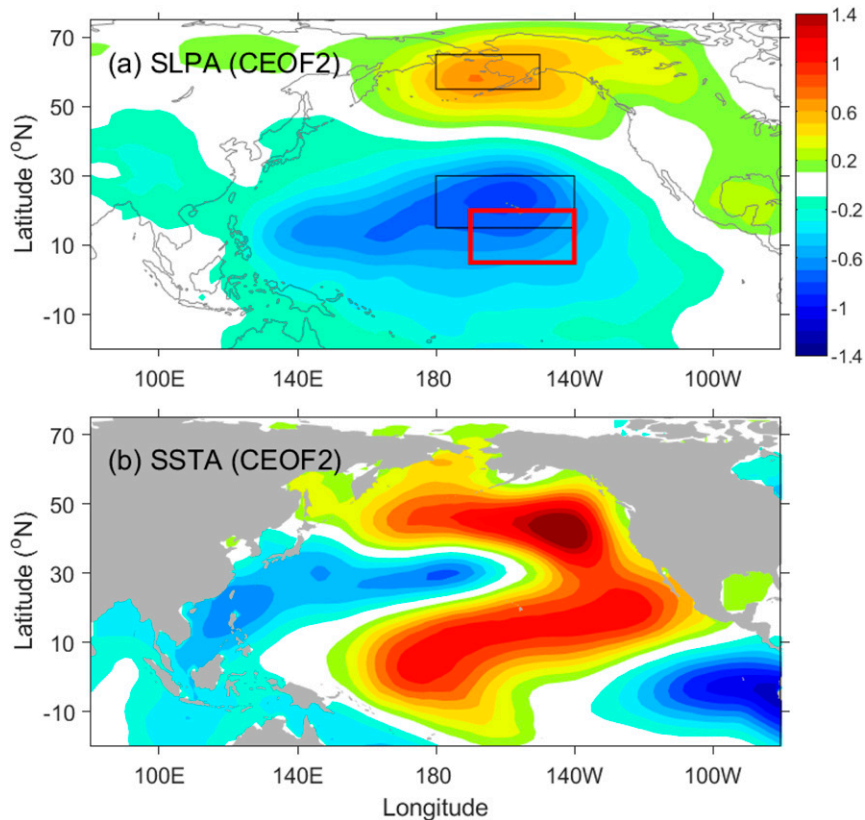 (a) SLPA (CEOF2)
Latitude (°N)
70
50
30
10
-10
100E 140E 180 140W 100W
1.4
1
0.6
0.2
-0.2
-0.6
-1
-1.4
(b) SSTA (CEOF2)
Latitude (°N)
70
50
30
10
-10
100E 140E 180 140W 100W
Longitude